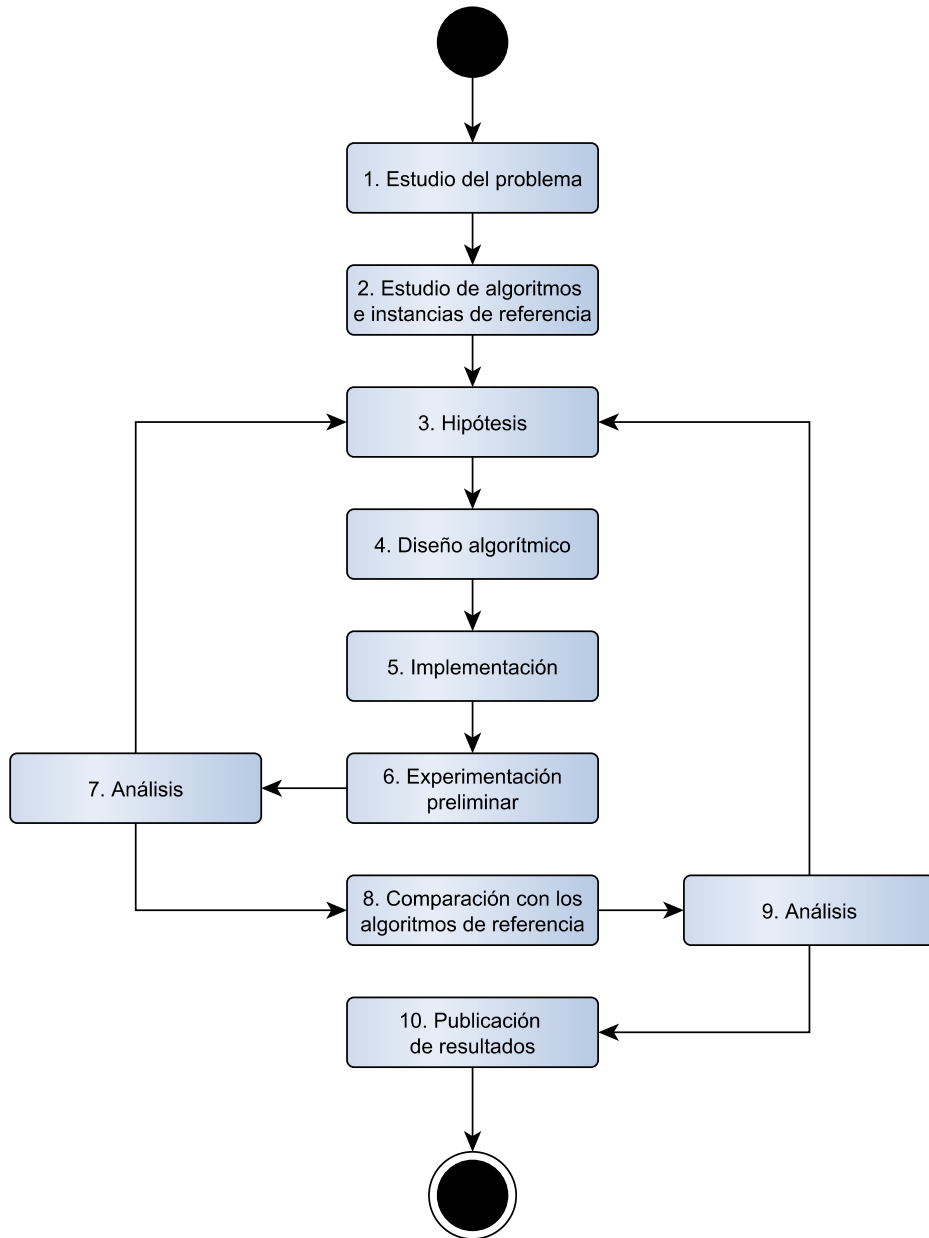 1. Estudio del problema
2. Estudio de algoritmos
e instancias de referencia
3. Hipótesis
4. Diseño algorítmico
5. Implementación
6. Experimentación
preliminar
7. Análisis
8. Comparación con los
algoritmos de referencia
9. Análisis
10. Publicación
de resultados